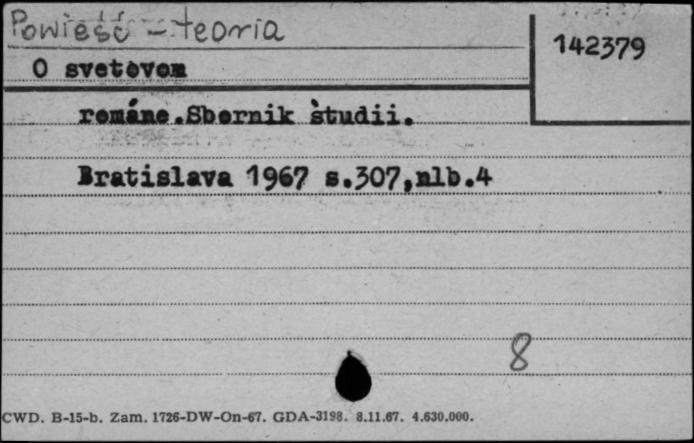 Powieść – teoria
142379
O svetovom
románe.Sborník študii.
Bratislava 1967 s.307,nlb.4
8
CWD. B-15-b. Zam. 1726-DW-On-67. GDA-3198. 8.11.67. 4.630.000.